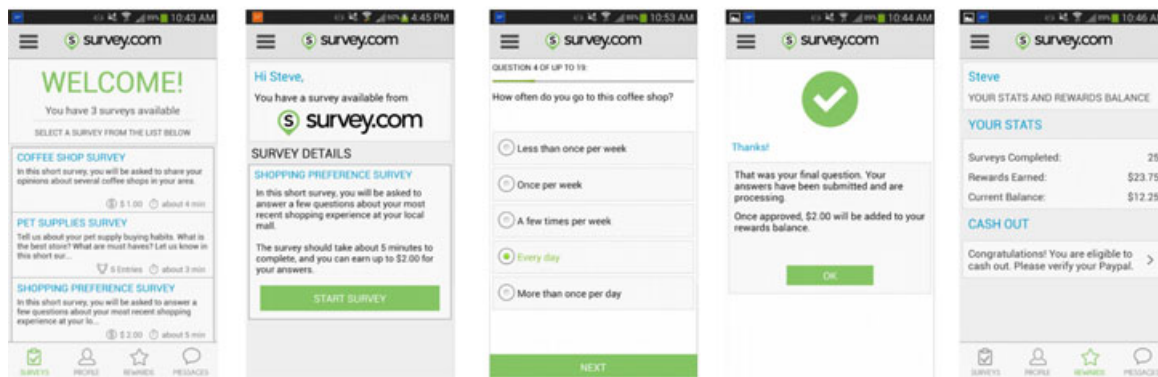 10:43 AM
survey.com
WELCOME!
You have 3 surveys available
SELECT A SURVEY FROM THE LIST BELOW
COFFEE SHOP SURVEY
In this short survey, you will be asked to share your
opinions about several coffee shops in your area.
$ 1.00 about 4 min
PET SUPPLIES SURVEY
Tell us about your pet supply buying habits. What is
the best store? What are must haves? Let us know in
this short sur...
6 Entries about 3 min
SHOPPING PREFERENCE SURVEY
In this short survey, you will be asked to answer a
few questions about your most recent shopping
experience at your lo...
$ 2.00 about 5 min
SURVEYS PROFILE REWARDS MESSAGES
4:45 PM
survey.com
Hi Steve,
You have a survey available from
survey.com
SURVEY DETAILS
SHOPPING PREFERENCE SURVEY
In this short survey, you will be asked to
answer a few questions about your most
recent shopping experience at your local
mall.
The survey should take about 5 minutes to
complete, and you can earn up to $2.00 for
your answers.
START SURVEY
10:53 AM
survey.com
QUESTION 4 OF UP TO 19:
How often do you go to this coffee shop?
Less than once per week
Once per week
A few times per week
Every day
More than once per day
NEXT
10:44 AM
survey.com
Thanks!
That was your final question. Your
answers have been submitted and are
processing.
Once approved, $2.00 will be added to your
rewards balance.
OK
10:46 A
survey.com
Steve
YOUR STATS AND REWARDS BALANCE
YOUR STATS
Surveys Completed: 25
Rewards Earned: $23.75
Current Balance: $12.25
CASH OUT
Congratulations! You are eligible to
cash out. Please verify your Paypal.
SURVEYS PROFILE REWARDS MESSAGES